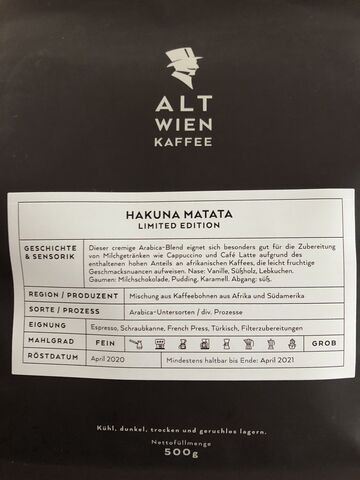 ALT
WIEN
KAFFEE
HAKUNA MATATA
LIMITED EDITION
GESCHICHTE & SENSORIK
Dieser cremige Arabica-Blend eignet sich besonders gut für die Zubereitung
von Milchgetränken wie Cappuccino und Café Latte aufgrund des
enthaltenen hohen Anteils an afrikanischen Kaffees, die leicht fruchtige
Geschmacksnuancen aufweisen. Nase: Vanille, Süßholz, Lebkuchen.
Gaumen: Milchschokolade, Pudding, Karamell. Abgang: süß.
REGION / PRODUZENT Mischung aus Kaffeebohnen aus Afrika und Südamerika
SORTE / PROZESS Arabica-Untersorten / div. Prozesse
EIGNUNG Espresso, Schraubkanne, French Press, Türkisch, Filterzubereitungen
MAHLGRAD FEIN GROB
RÖSTDATUM April 2020 Mindestens haltbar bis Ende: April 2021
Kühl, dunkel, trocken und geruchlos lagern.
Nettofüllmenge
500g